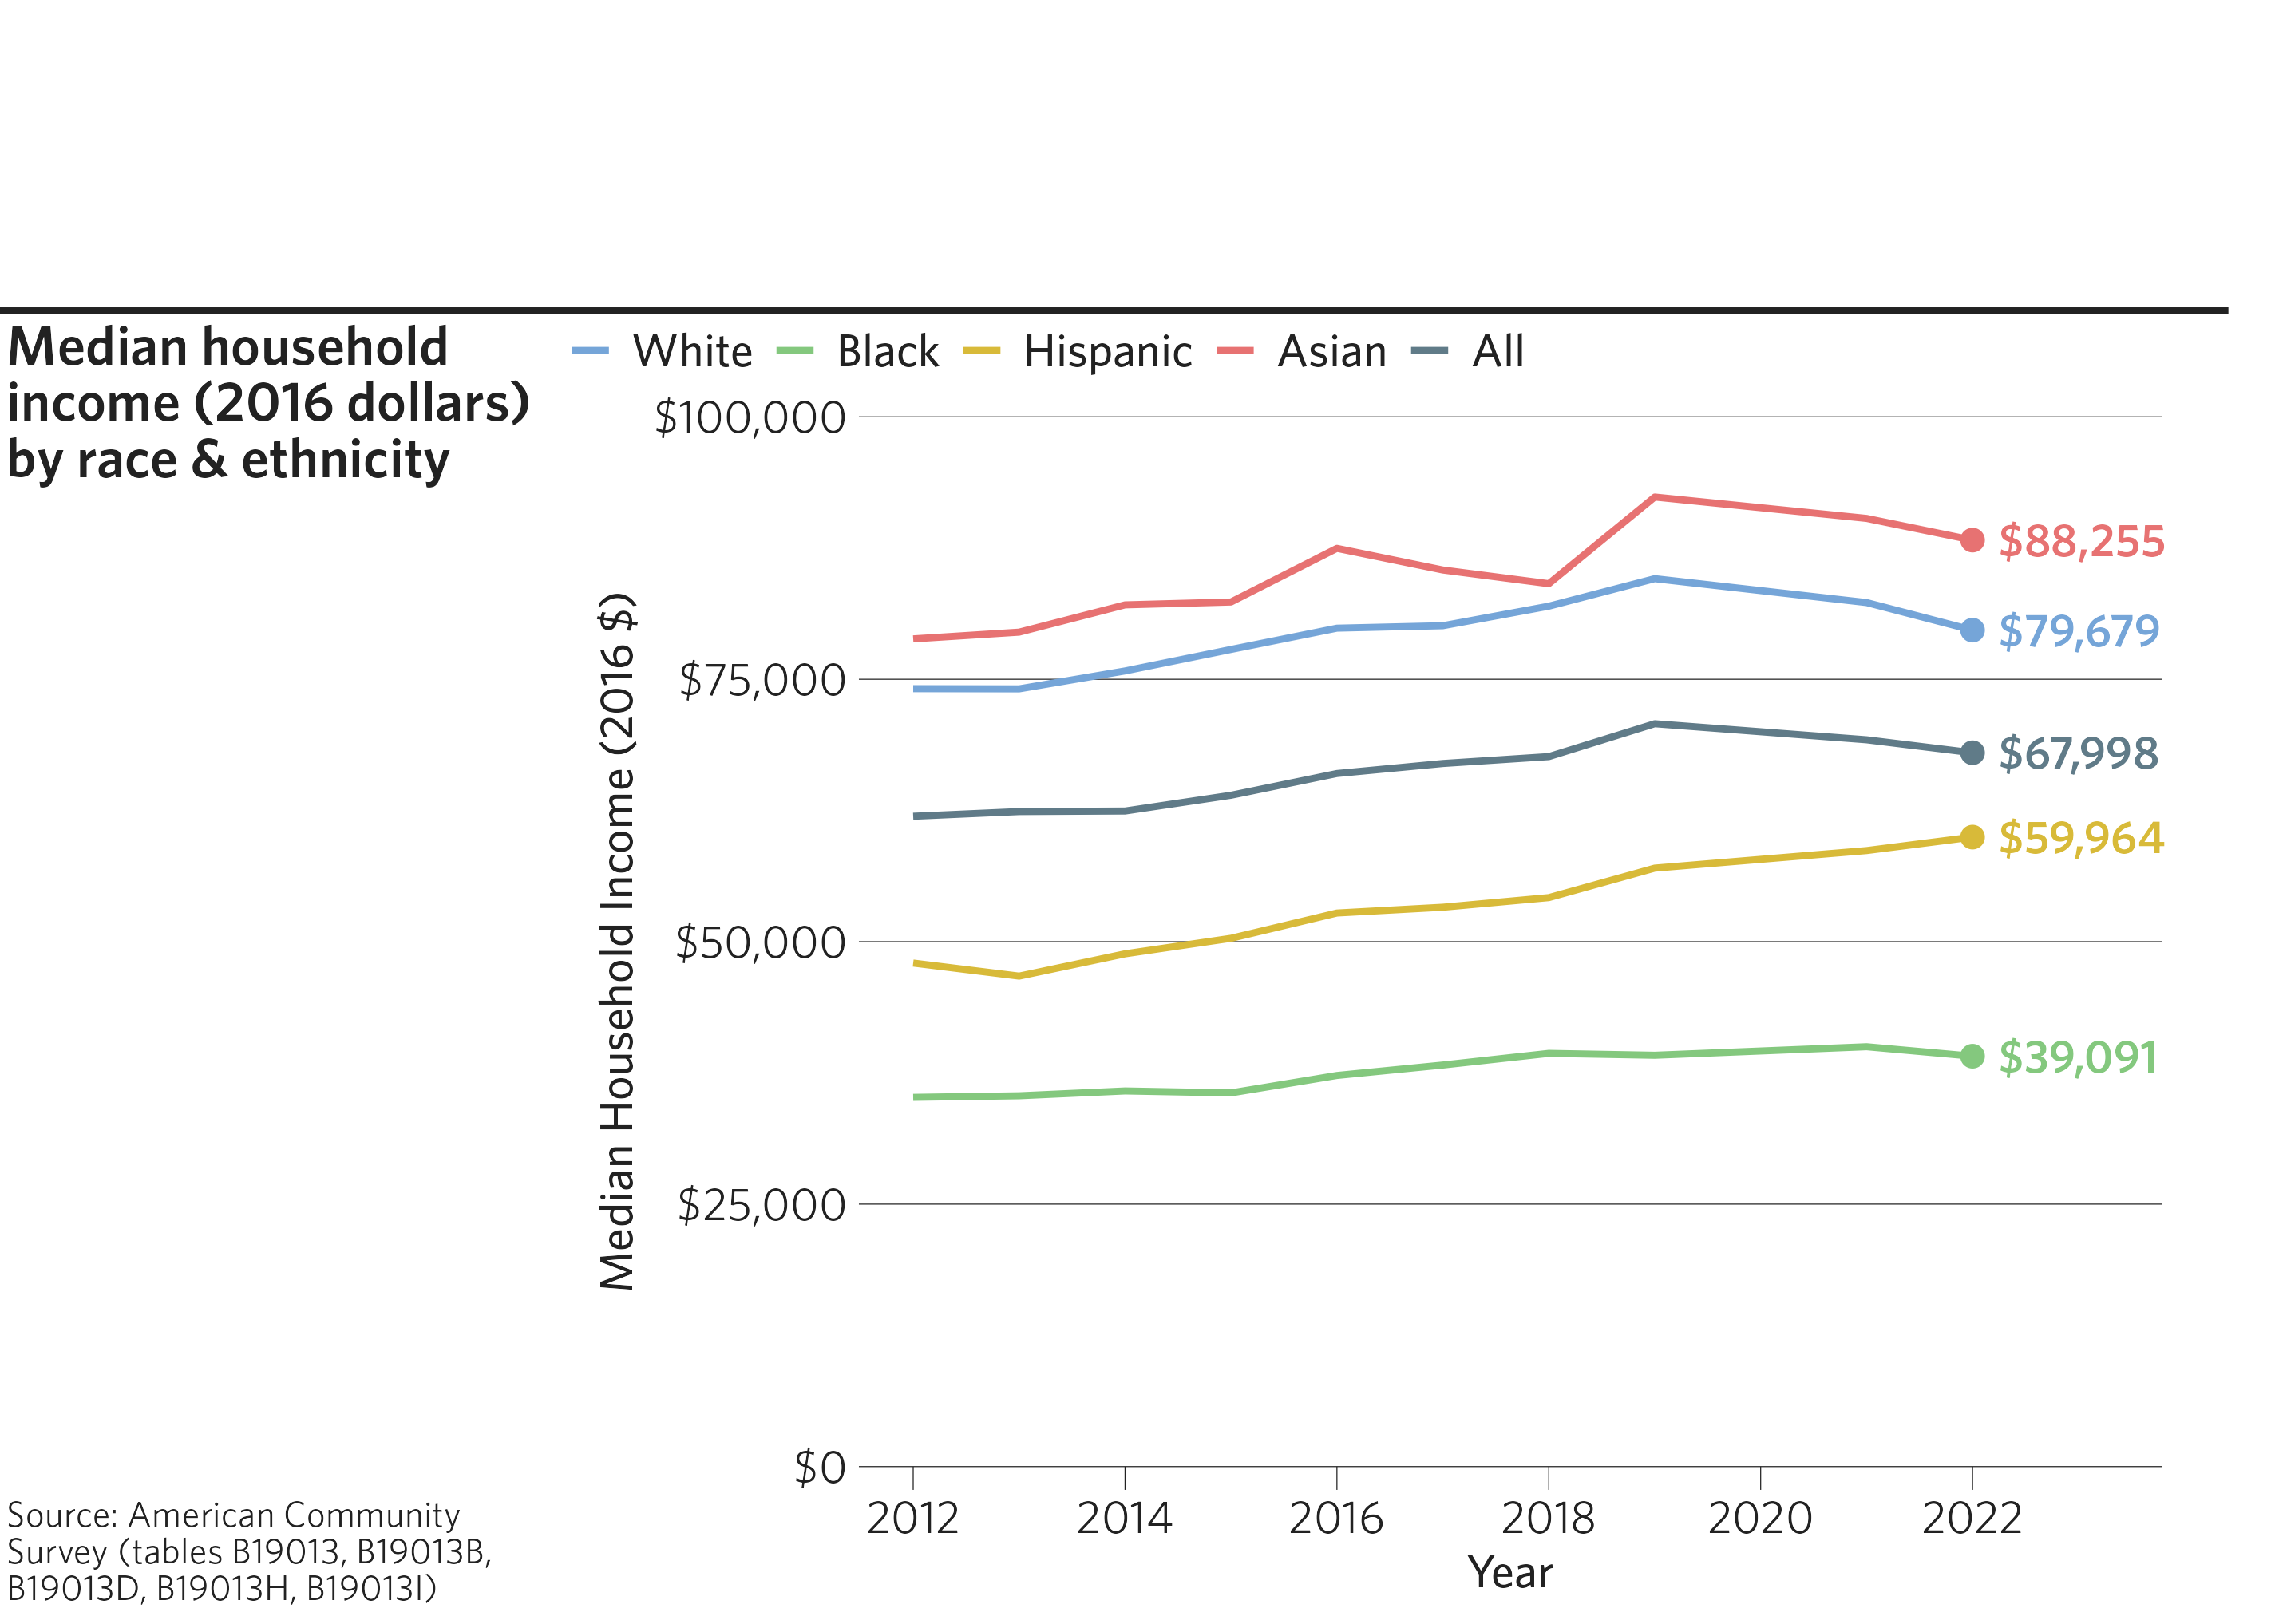 Median household
income (2016 dollars)
by race & ethnicity
White Black Hispanic Asian All
$100,000
$75,000
$50,000
$25,000
$0
Median Household Income (2016 $)
$88,255
$79,679
$67,998
$59,964
$39,091
2012 2014 2016 2018 2020 2022
Year
Source: American Community
Survey (tables B19013, B19013B,
B19013D, B19013H, B19013I)